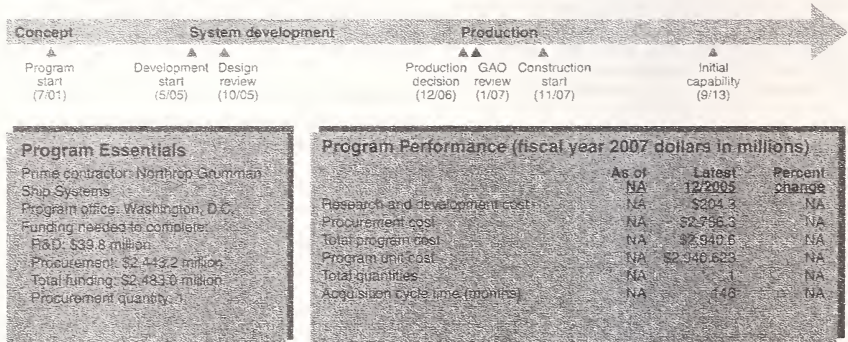 Concept System development Production
Program start (7/01)
Development start (5/05)
Design review (10/05)
Production decision (12/06)
GAO review (1/07)
Construction start (11/07)
Initial capability (9/13)
Program Essentials
Prime contractor: Northrop Grumman
Ship Systems
Program office: Washington, D.C.
Funding needed to complete:
R&D: $39.8 million
Procurement: $2,443.2 million
Total funding: $2,483.0 million
Procurement quantity: 1
Program Performance (fiscal year 2007 dollars in millions)
As of NA Latest 12/2005 Percent change
Research and development cost NA $204.3 NA
Procurement cost NA $2,736.3 NA
Total program cost NA $2,940.6 NA
Program unit cost NA $2,940.623 NA
Total quantities NA 1 NA
Acquisition cycle time (months) NA 146 NA